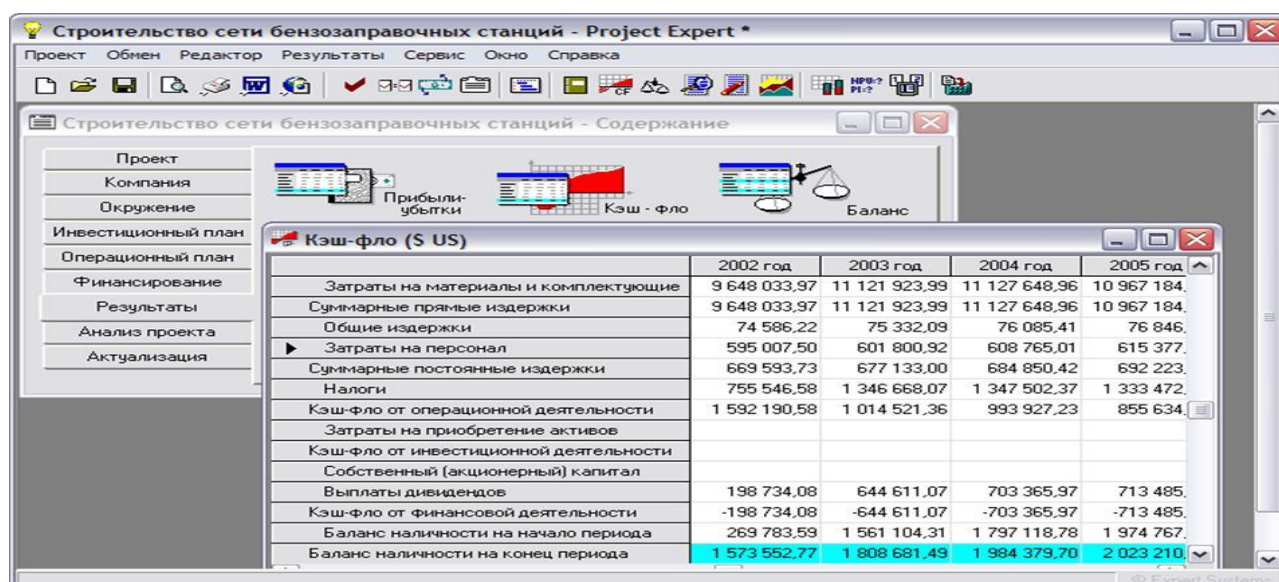 Строительство сети бензозаправочных станций - Project Expert *
Проект Обмен Редактор Результаты Сервис Окно Справка
CF NPV-? PI-?
Строительство сети бензозаправочных станций - Содержание
Проект
Компания
Окружение
Инвестиционный план
Операционный план
Финансирование
Результаты
Анализ проекта
Актуализация
Прибыли-
убытки
Кэш - фло
Баланс
Кэш-фло ($ US)
2002 год 2003 год 2004 год 2005 год
Затраты на материалы и комплектующие 9 648 033,97 11 121 923,99 11 127 648,96 10 967 184,
Суммарные прямые издержки 9 648 033,97 11 121 923,99 11 127 648,96 10 967 184,
Общие издержки 74 586,22 75 332,09 76 085,41 76 846,
Затраты на персонал 595 007,50 601 800,92 608 765,01 615 377,
Суммарные постоянные издержки 669 593,73 677 133,00 684 850,42 692 223,
Налоги 755 546,58 1 346 668,07 1 347 502,37 1 333 472,
Кэш-фло от операционной деятельности 1 592 190,58 1 014 521,36 993 927,23 855 634,
Затраты на приобретение активов
Кэш-фло от инвестиционной деятельности
Собственный (акционерный) капитал
Выплаты дивидендов 198 734,08 644 611,07 703 365,97 713 485,
Кэш-фло от финансовой деятельности -198 734,08 -644 611,07 -703 365,97 -713 485,
Баланс наличности на начало периода 269 783,59 1 561 104,31 1 797 118,78 1 974 767,
Баланс наличности на конец периода 1 573 552,77 1 808 681,49 1 984 379,70 2 023 210,
© Expert Systems